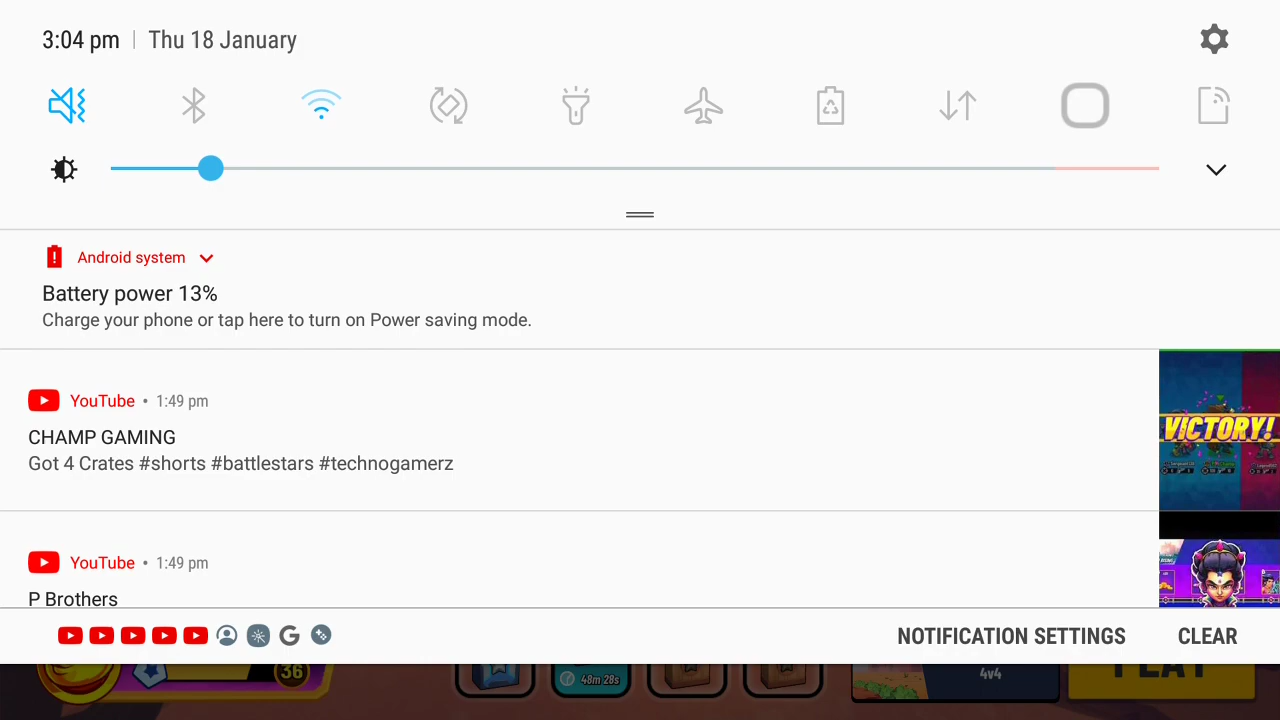 3:04 pm | Thu 18 January
Android system
Battery power 13%
Charge your phone or tap here to turn on Power saving mode.
YouTube • 1:49 pm
CHAMP GAMING
Got 4 Crates #shorts #battlestars #technogamerz
VICTORY!
YouTube • 1:49 pm
P Brothers
NOTIFICATION SETTINGS CLEAR
36
48m 28s
4v4
PLAY